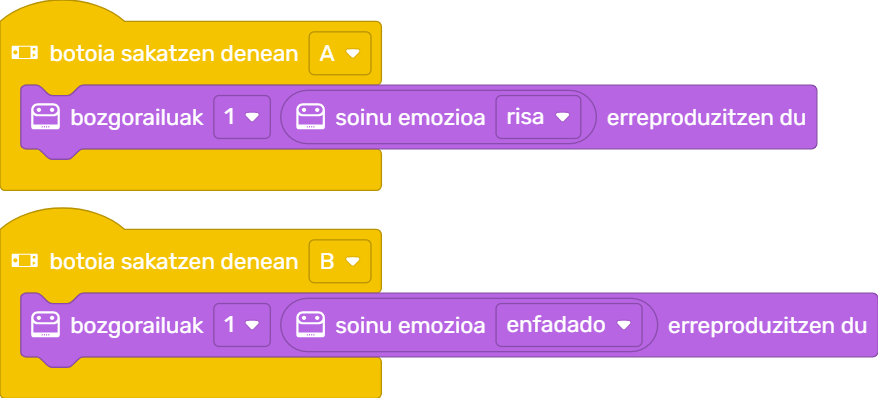 botoia sakatzen denean A
bozgorailuak 1 soinu emozioa risa erreproduzitzen du
botoia sakatzen denean B
bozgorailuak 1 soinu emozioa enfadado erreproduzitzen du